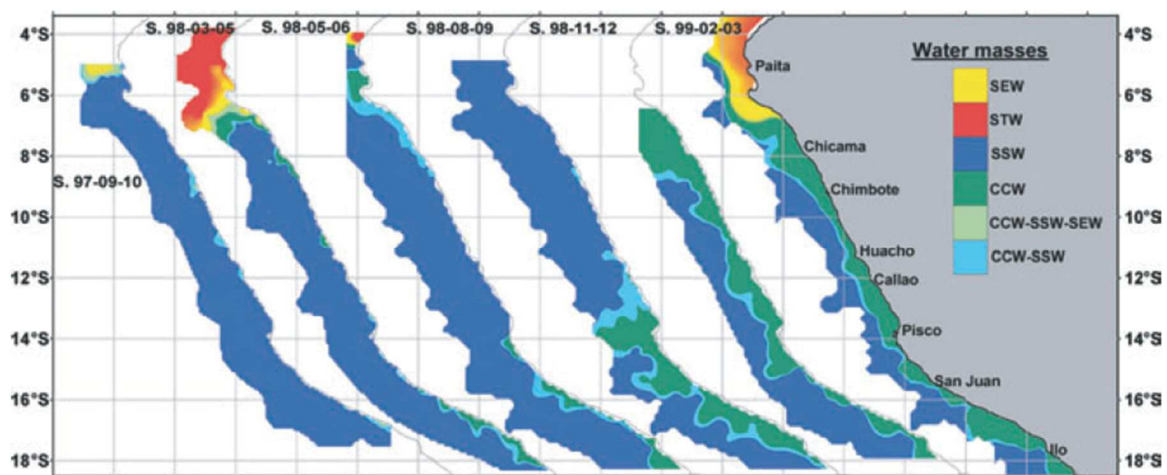 S. 98-03-05 S. 98-05-06 S. 98-08-09 S. 98-11-12 S. 99-02-03
4°S 4°S
Water masses
Paita
SEW
6°S 6°S
STW
Chicama
8°S SSW 8°S
S. 97-09-10
Chimbote
CCW
10°S CCW-SSW-SEW 10°S
Huacho
CCW-SSW
12°S Callao 12°S
14°S Pisco 14°S
San Juan
16°S 16°S
Ilo
18°S 18°S